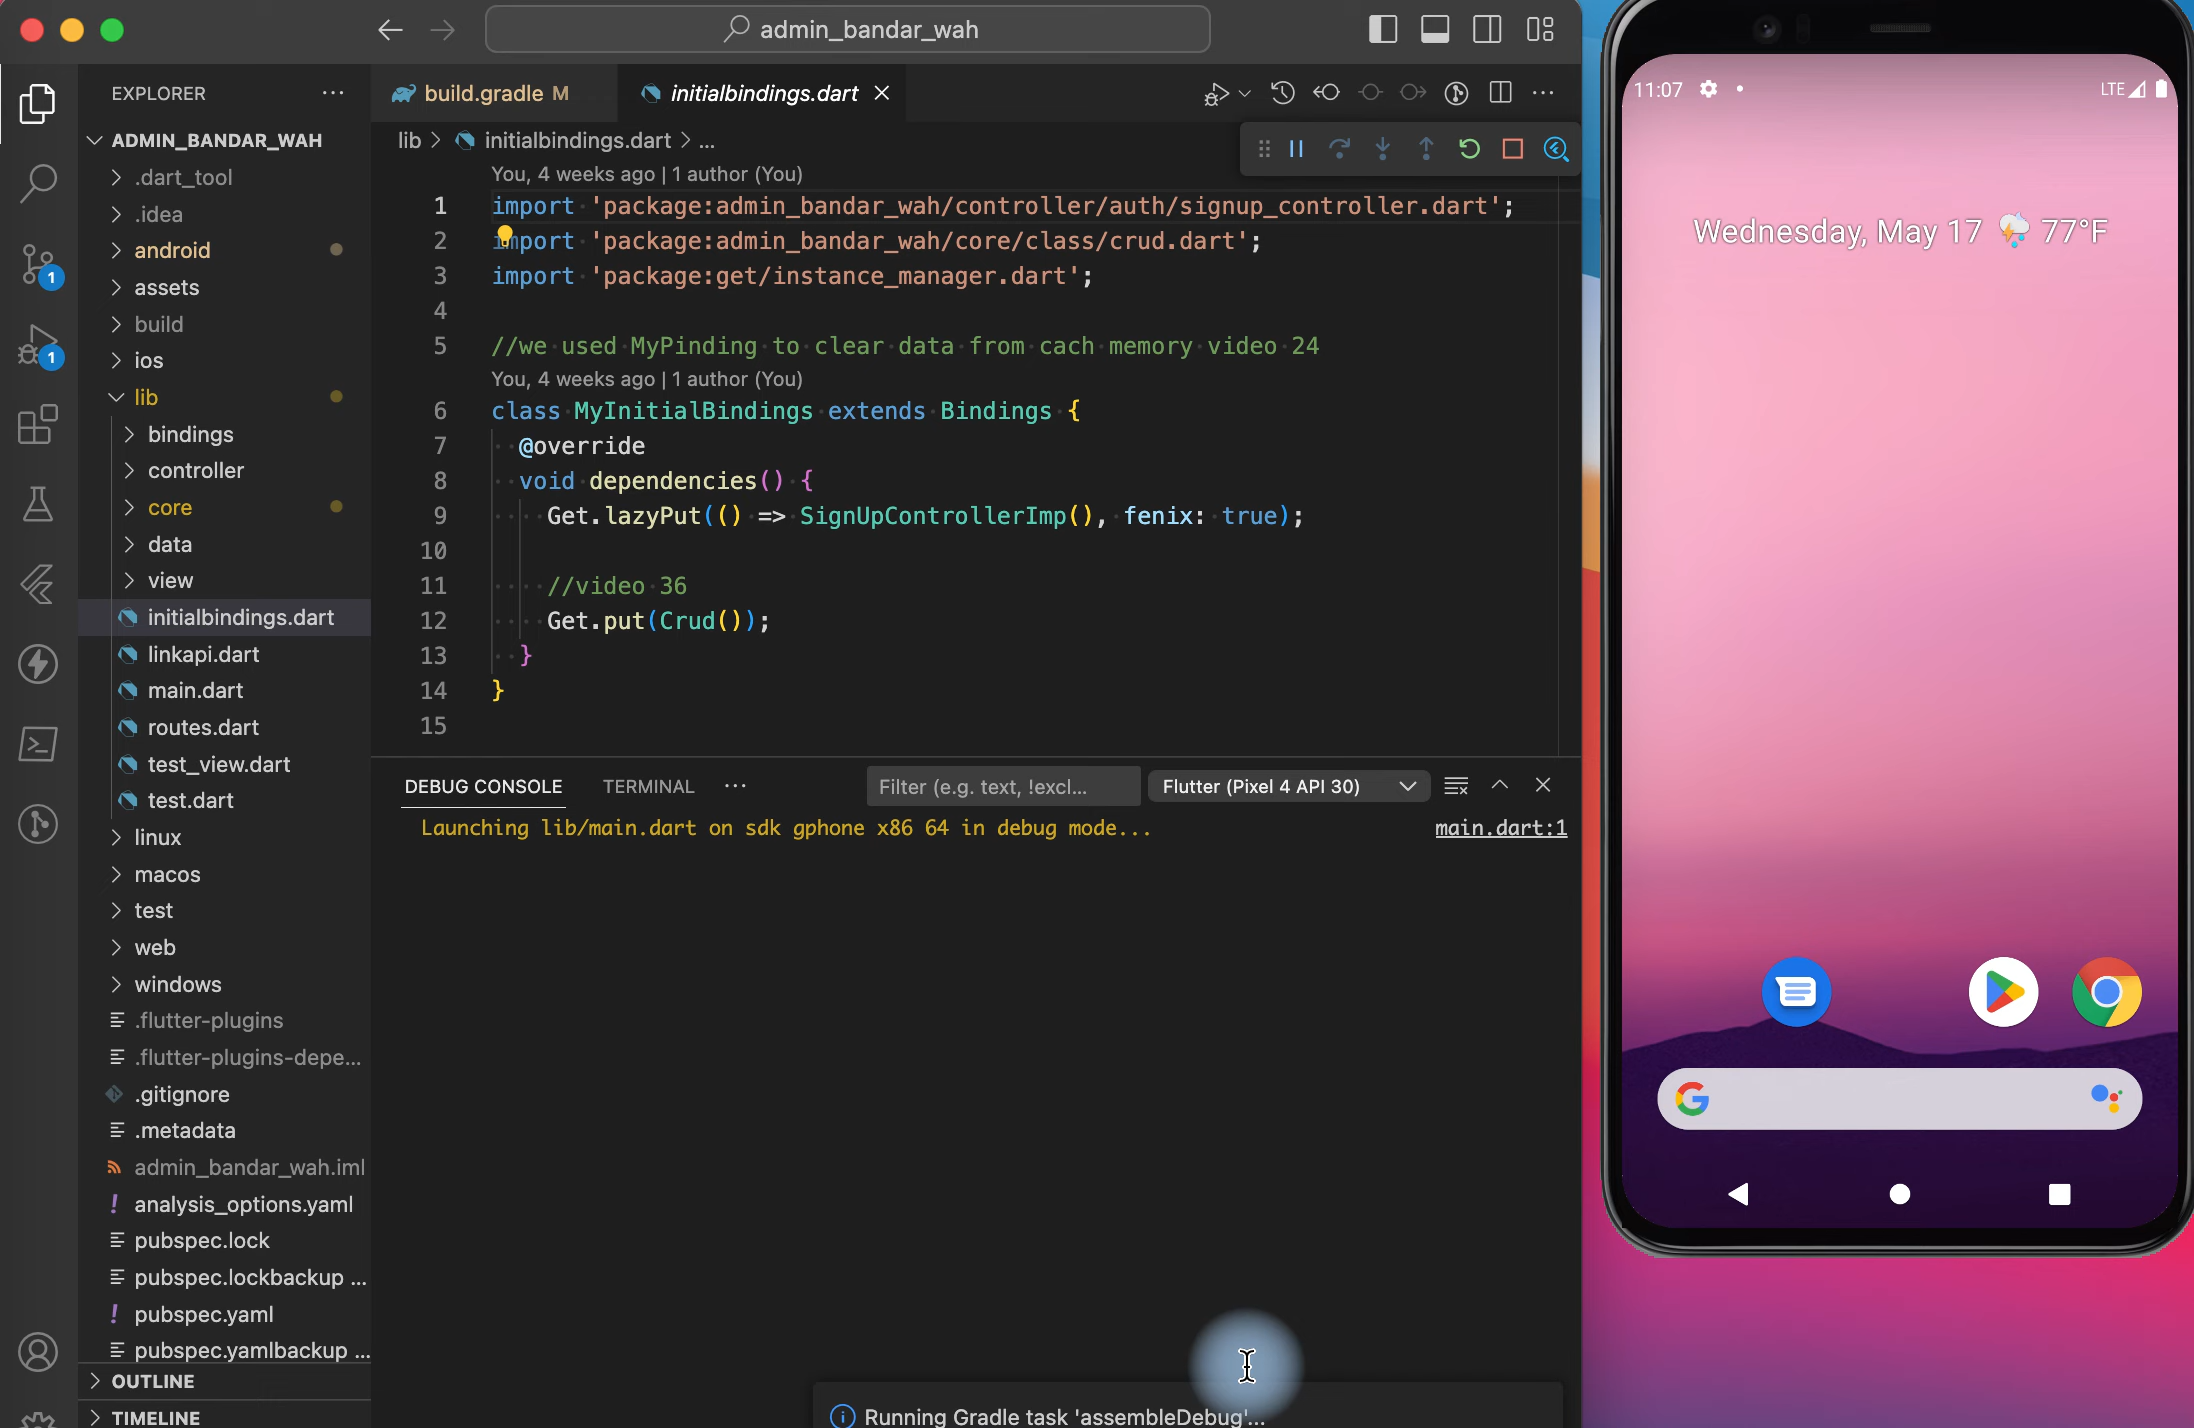 admin_bandar_wah
EXPLORER
ADMIN_BANDAR_WAH
.dart_tool
.idea
android
assets
build
ios
lib
bindings
controller
core
data
view
initialbindings.dart
linkapi.dart
main.dart
routes.dart
test_view.dart
test.dart
linux
macos
test
web
windows
.flutter-plugins
.flutter-plugins-depe...
.gitignore
.metadata
admin_bandar_wah.iml
analysis_options.yaml
pubspec.lock
pubspec.lockbackup ...
pubspec.yaml
pubspec.yamlbackup ...
OUTLINE
TIMELINE
1
1
build.gradle M
initialbindings.dart
lib > initialbindings.dart > ...
You, 4 weeks ago | 1 author (You)
1 import 'package:admin_bandar_wah/controller/auth/signup_controller.dart';
2 import 'package:admin_bandar_wah/core/class/crud.dart';
3 import 'package:get/instance_manager.dart';
4
5 //we used MyPinding to clear data from cach memory video 24
You, 4 weeks ago | 1 author (You)
6 class MyInitialBindings extends Bindings {
7 @override
8 void dependencies() {
9 Get.lazyPut(() => SignUpControllerImp(), fenix: true);
10
11 //video 36
12 Get.put(Crud());
13 }
14 }
15
DEBUG CONSOLE
TERMINAL
Filter (e.g. text, !excl...
Flutter (Pixel 4 API 30)
Launching lib/main.dart on sdk gphone x86 64 in debug mode...
main.dart:1
Running Gradle task 'assembleDebug'...
11:07
LTE
Wednesday, May 17 77°F